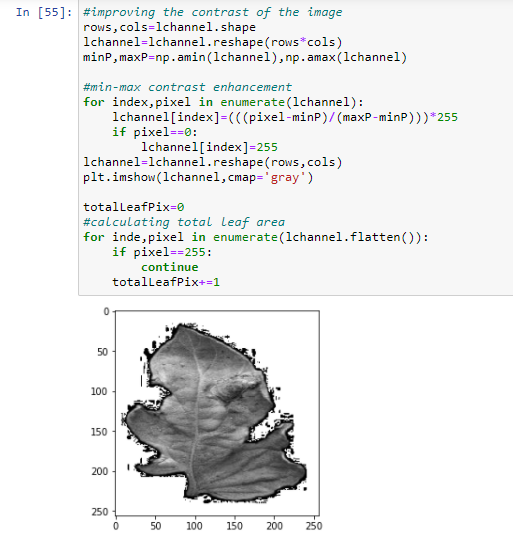 In [55]: #improving the contrast of the image
rows,cols=lchannel.shape
lchannel=lchannel.reshape(rows*cols)
minP,maxP=np.amin(lchannel),np.amax(lchannel)
#min-max contrast enhancement
for index,pixel in enumerate(lchannel):
lchannel[index]=(((pixel-minP)/(maxP-minP)))*255
if pixel==0:
lchannel[index]=255
lchannel=lchannel.reshape(rows,cols)
plt.imshow(lchannel,cmap='gray')
totalLeafPix=0
#calculating total leaf area
for inde,pixel in enumerate(lchannel.flatten()):
if pixel==255:
continue
totalLeafPix+=1
0
50
100
150
200
250
0 50 100 150 200 250